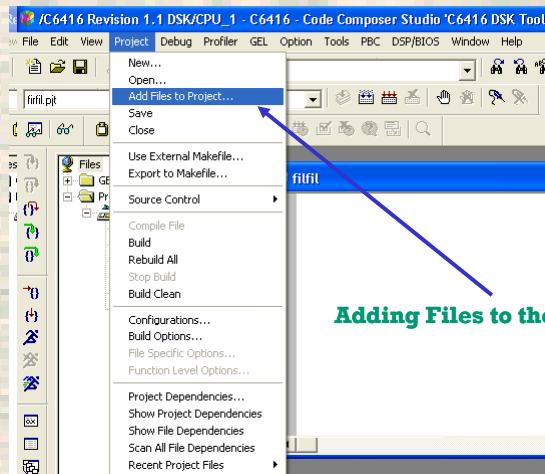 /C6416 Revision 1.1 DSK/CPU_1 - C6416 - Code Composer Studio 'C6416 DSK Tool
File Edit View Project Debug Profiler GEL Option Tools PBC DSP/BIOS Window Help
New...
Open...
firfil.pjt
Add Files to Project...
Save
Close
Files
Use External Makefile...
GE
Export to Makefile...
filfil
Pr
Source Control
Compile File
Build
Rebuild All
Stop Build
Build Clean
Adding Files to the
Configurations...
Build Options...
File Specific Options...
Function Level Options...
Project Dependencies...
Show Project Dependencies
Show File Dependencies
Scan All File Dependencies
Recent Project Files